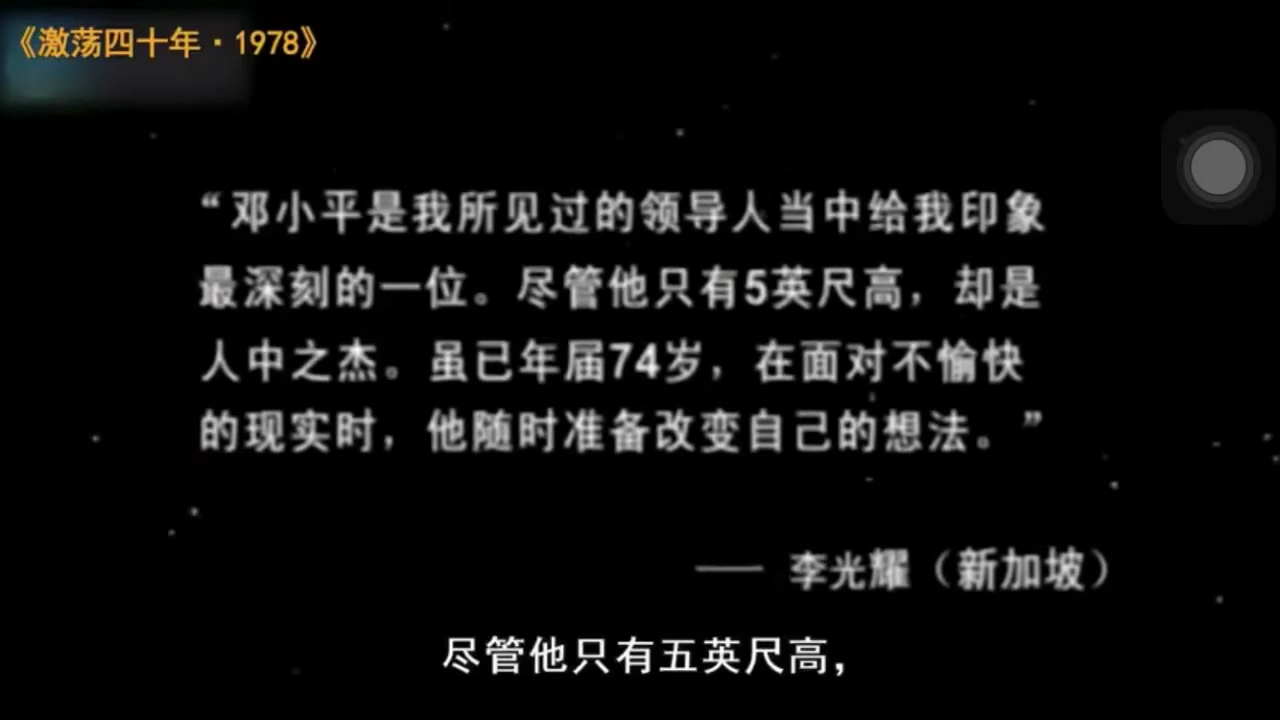 《激荡四十年·1978》
“邓小平是我所见过的领导人当中给我印象
最深刻的一位。尽管他只有5英尺高，却是
人中之杰。虽已年届74岁，在面对不愉快
的现实时，他随时准备改变自己的想法。”
—— 李光耀（新加坡）
尽管他只有五英尺高，